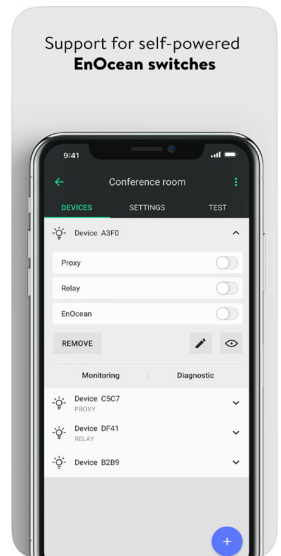 Support for self-powered
EnOcean switches
9:41
Conference room
DEVICES SETTINGS TEST
Device A3F0
Proxy
Relay
EnOcean
REMOVE
Monitoring Diagnostic
Device C5C7
PROXY
Device DF41
RELAY
Device B2B9
+